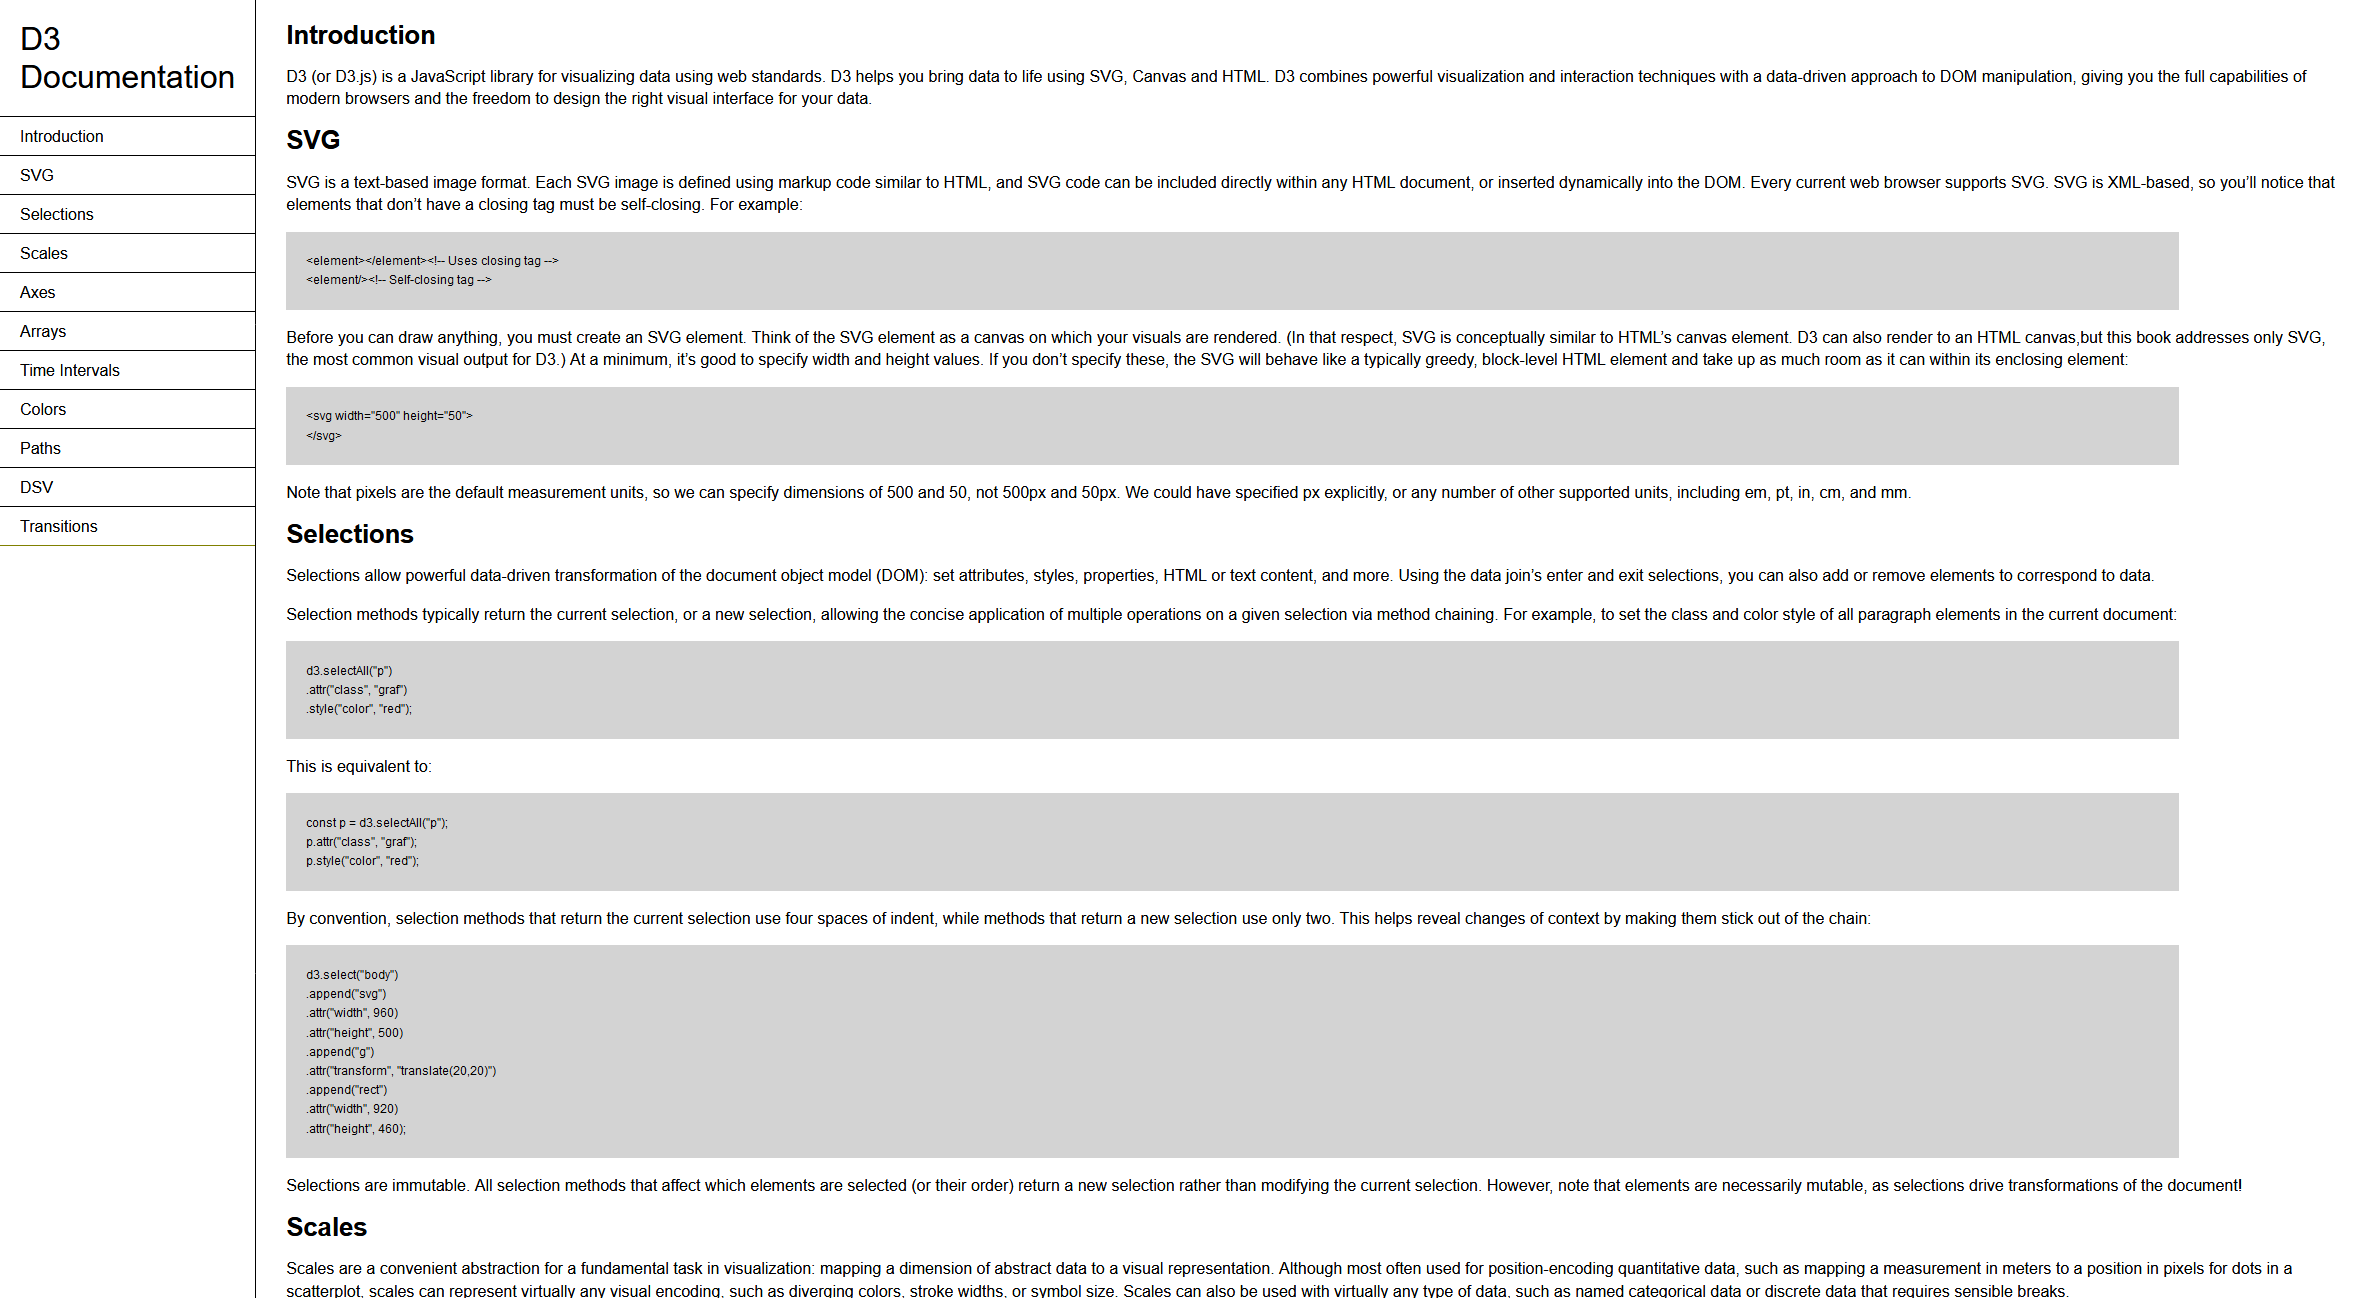 D3
Documentation
Introduction
SVG
Selections
Scales
Axes
Arrays
Time Intervals
Colors
Paths
DSV
Transitions
Introduction
D3 (or D3.js) is a JavaScript library for visualizing data using web standards. D3 helps you bring data to life using SVG, Canvas and HTML. D3 combines powerful visualization and interaction techniques with a data-driven approach to DOM manipulation, giving you the full capabilities of
modern browsers and the freedom to design the right visual interface for your data.
SVG
SVG is a text-based image format. Each SVG image is defined using markup code similar to HTML, and SVG code can be included directly within any HTML document, or inserted dynamically into the DOM. Every current web browser supports SVG. SVG is XML-based, so you’ll notice that
elements that don’t have a closing tag must be self-closing. For example:
<element></element><!-- Uses closing tag -->
<element/><!-- Self-closing tag -->
Before you can draw anything, you must create an SVG element. Think of the SVG element as a canvas on which your visuals are rendered. (In that respect, SVG is conceptually similar to HTML’s canvas element. D3 can also render to an HTML canvas,but this book addresses only SVG,
the most common visual output for D3.) At a minimum, it’s good to specify width and height values. If you don’t specify these, the SVG will behave like a typically greedy, block-level HTML element and take up as much room as it can within its enclosing element:
<svg width="500" height="50">
</svg>
Note that pixels are the default measurement units, so we can specify dimensions of 500 and 50, not 500px and 50px. We could have specified px explicitly, or any number of other supported units, including em, pt, in, cm, and mm.
Selections
Selections allow powerful data-driven transformation of the document object model (DOM): set attributes, styles, properties, HTML or text content, and more. Using the data join’s enter and exit selections, you can also add or remove elements to correspond to data.
Selection methods typically return the current selection, or a new selection, allowing the concise application of multiple operations on a given selection via method chaining. For example, to set the class and color style of all paragraph elements in the current document:
d3.selectAll("p")
.attr("class", "graf")
.style("color", "red");
This is equivalent to:
const p = d3.selectAll("p");
p.attr("class", "graf");
p.style("color", "red");
By convention, selection methods that return the current selection use four spaces of indent, while methods that return a new selection use only two. This helps reveal changes of context by making them stick out of the chain:
d3.select("body")
.append("svg")
.attr("width", 960)
.attr("height", 500)
.append("g")
.attr("transform", "translate(20,20)")
.append("rect")
.attr("width", 920)
.attr("height", 460);
Selections are immutable. All selection methods that affect which elements are selected (or their order) return a new selection rather than modifying the current selection. However, note that elements are necessarily mutable, as selections drive transformations of the document!
Scales
Scales are a convenient abstraction for a fundamental task in visualization: mapping a dimension of abstract data to a visual representation. Although most often used for position-encoding quantitative data, such as mapping a measurement in meters to a position in pixels for dots in a
scatterplot, scales can represent virtually any visual encoding, such as diverging colors, stroke widths, or symbol size. Scales can also be used with virtually any type of data, such as named categorical data or discrete data that requires sensible breaks.